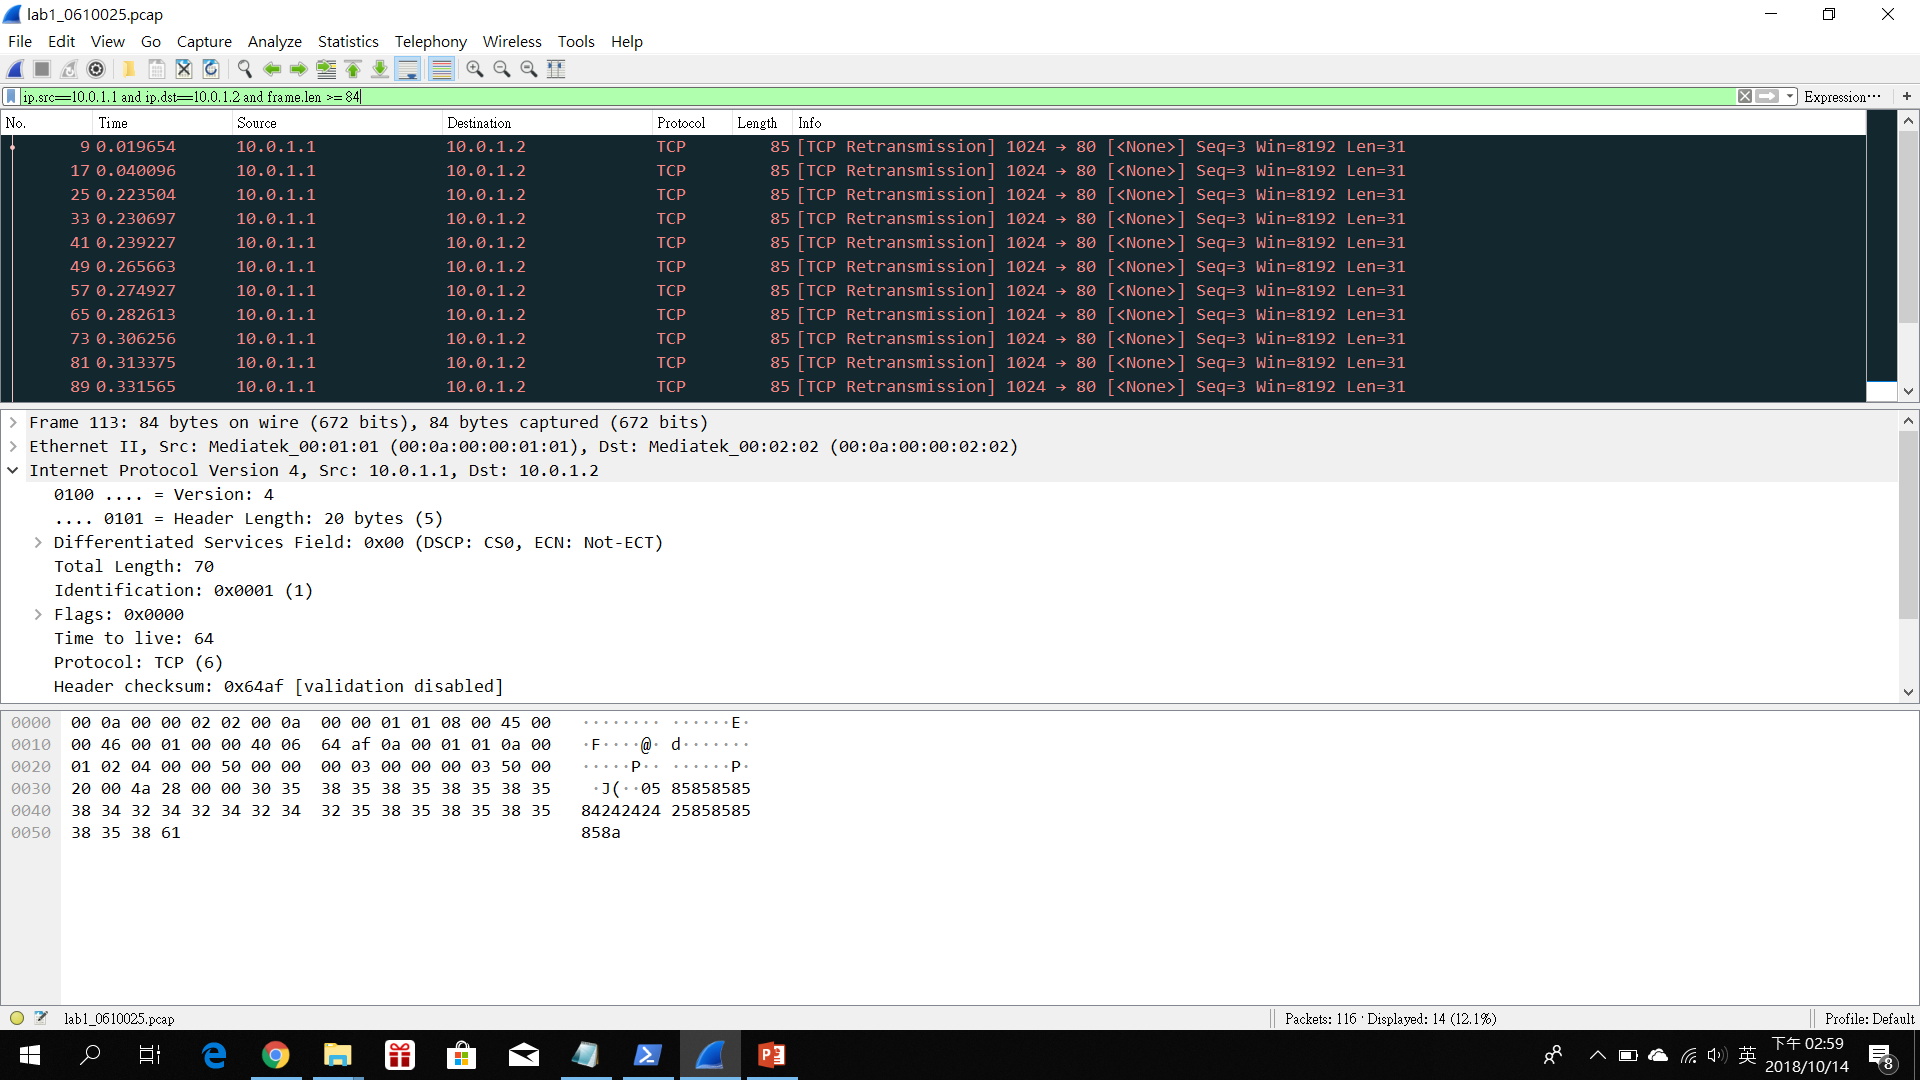 lab1_0610025.pcap
File Edit View Go Capture Analyze Statistics Telephony Wireless Tools Help
ip.src==10.0.1.1 and ip.dst==10.0.1.2 and frame.len >= 84 Expression… +
No. Time Source Destination Protocol Length Info
9 0.019654 10.0.1.1 10.0.1.2 TCP 85 [TCP Retransmission] 1024 → 80 [<None>] Seq=3 Win=8192 Len=31
17 0.040096 10.0.1.1 10.0.1.2 TCP 85 [TCP Retransmission] 1024 → 80 [<None>] Seq=3 Win=8192 Len=31
25 0.223504 10.0.1.1 10.0.1.2 TCP 85 [TCP Retransmission] 1024 → 80 [<None>] Seq=3 Win=8192 Len=31
33 0.230697 10.0.1.1 10.0.1.2 TCP 85 [TCP Retransmission] 1024 → 80 [<None>] Seq=3 Win=8192 Len=31
41 0.239227 10.0.1.1 10.0.1.2 TCP 85 [TCP Retransmission] 1024 → 80 [<None>] Seq=3 Win=8192 Len=31
49 0.265663 10.0.1.1 10.0.1.2 TCP 85 [TCP Retransmission] 1024 → 80 [<None>] Seq=3 Win=8192 Len=31
57 0.274927 10.0.1.1 10.0.1.2 TCP 85 [TCP Retransmission] 1024 → 80 [<None>] Seq=3 Win=8192 Len=31
65 0.282613 10.0.1.1 10.0.1.2 TCP 85 [TCP Retransmission] 1024 → 80 [<None>] Seq=3 Win=8192 Len=31
73 0.306256 10.0.1.1 10.0.1.2 TCP 85 [TCP Retransmission] 1024 → 80 [<None>] Seq=3 Win=8192 Len=31
81 0.313375 10.0.1.1 10.0.1.2 TCP 85 [TCP Retransmission] 1024 → 80 [<None>] Seq=3 Win=8192 Len=31
89 0.331565 10.0.1.1 10.0.1.2 TCP 85 [TCP Retransmission] 1024 → 80 [<None>] Seq=3 Win=8192 Len=31
Frame 113: 84 bytes on wire (672 bits), 84 bytes captured (672 bits)
Ethernet II, Src: Mediatek_00:01:01 (00:0a:00:00:01:01), Dst: Mediatek_00:02:02 (00:0a:00:00:02:02)
Internet Protocol Version 4, Src: 10.0.1.1, Dst: 10.0.1.2
0100 .... = Version: 4
.... 0101 = Header Length: 20 bytes (5)
Differentiated Services Field: 0x00 (DSCP: CS0, ECN: Not-ECT)
Total Length: 70
Identification: 0x0001 (1)
Flags: 0x0000
Time to live: 64
Protocol: TCP (6)
Header checksum: 0x64af [validation disabled]
0000 00 0a 00 00 02 02 00 0a 00 00 01 01 08 00 45 00 ········ ······E·
0010 00 46 00 01 00 00 40 06 64 af 0a 00 01 01 0a 00 ·F····@· d·······
0020 01 02 04 00 00 50 00 00 00 03 00 00 00 03 50 00 ·····P·· ······P·
0030 20 00 4a 28 00 00 30 35 38 35 38 35 38 35 38 35 ·J(··05 85858585
0040 38 34 32 34 32 34 32 34 32 35 38 35 38 35 38 35 84242424 25858585
0050 38 35 38 61 858a
lab1_0610025.pcap Packets: 116 · Displayed: 14 (12.1%) Profile: Default
英 下午 02:59
2018/10/14 8